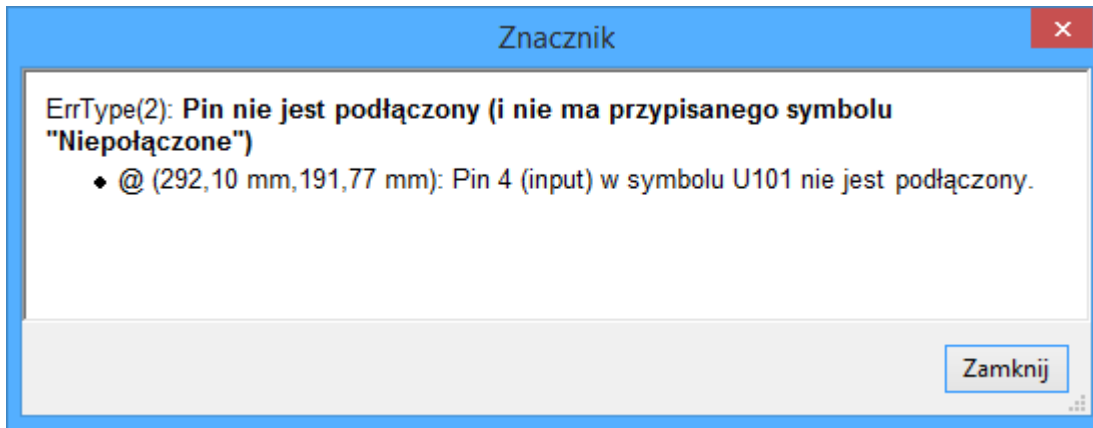 Znacznik
ErrType(2): Pin nie jest podłączony (i nie ma przypisanego symbolu
"Niepołączone")
◆ @ (292,10 mm,191,77 mm): Pin 4 (input) w symbolu U101 nie jest podłączony.
Zamknij